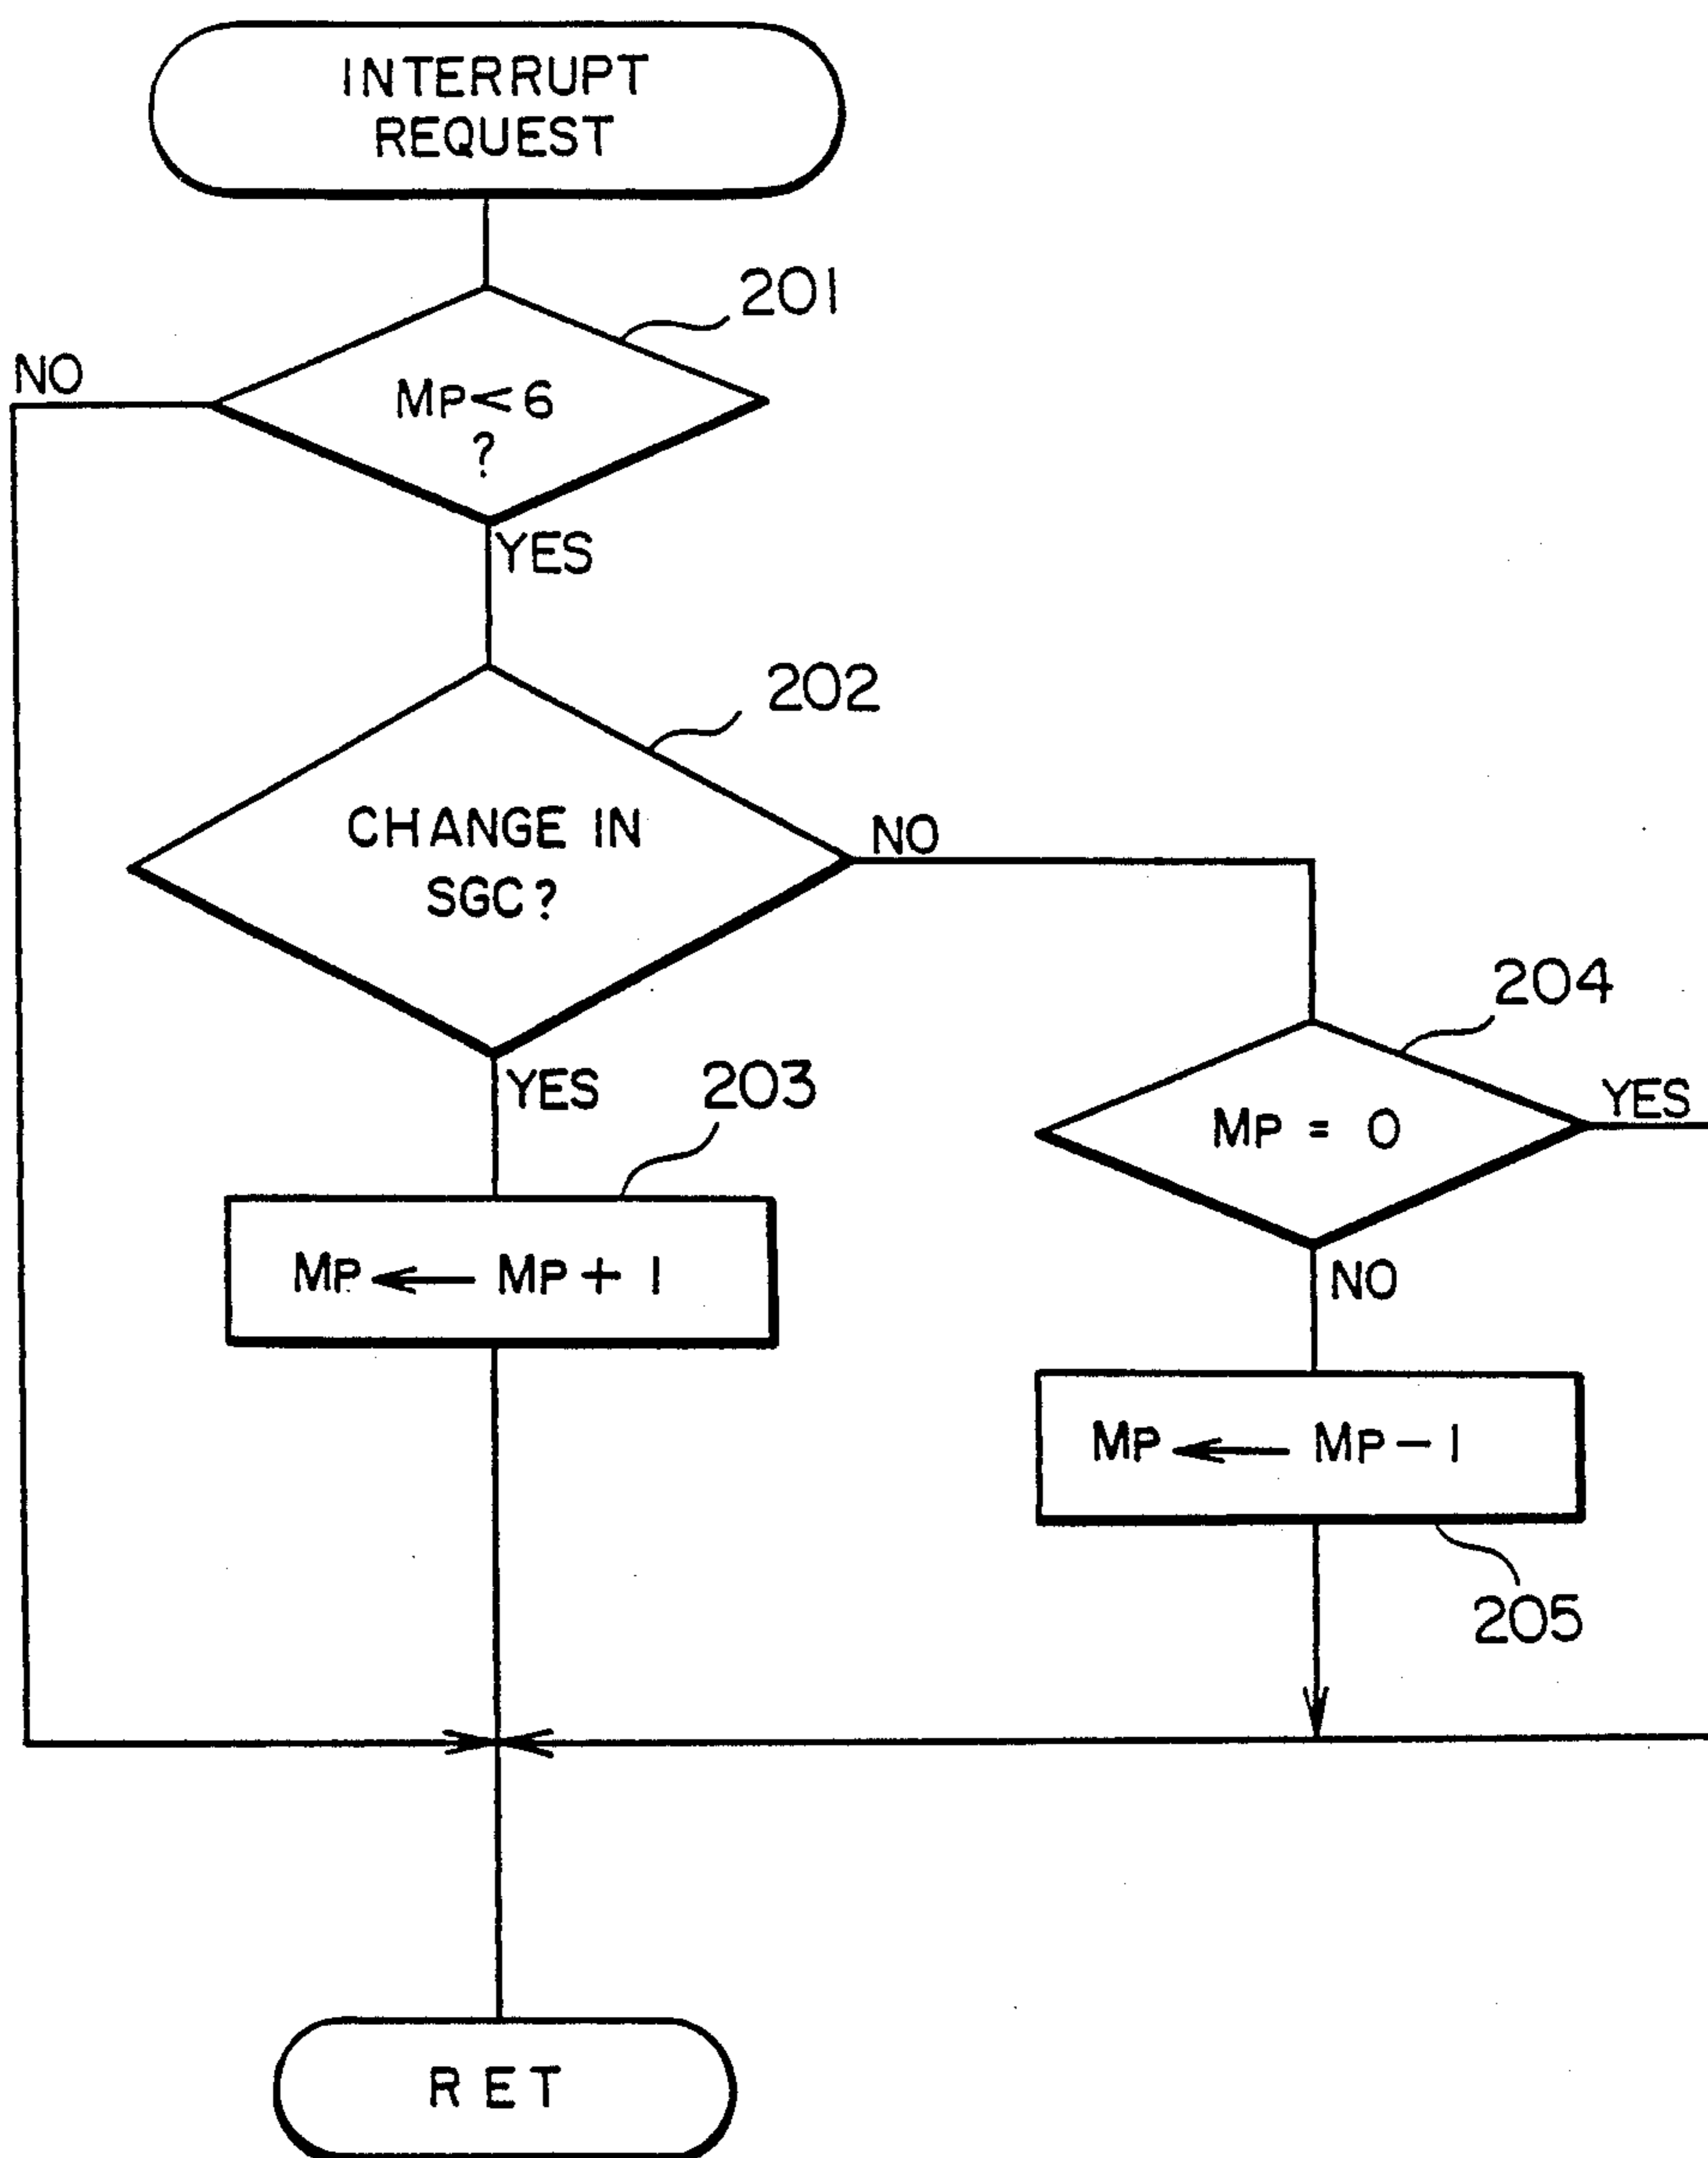 INTERRUPT
REQUEST
201
NO
MP<6
?
YES
202
CHANGE IN
SGC?
NO
204
YES
203
MP = 0
YES
MP ← MP + 1
NO
MP ← MP - 1
205
RET